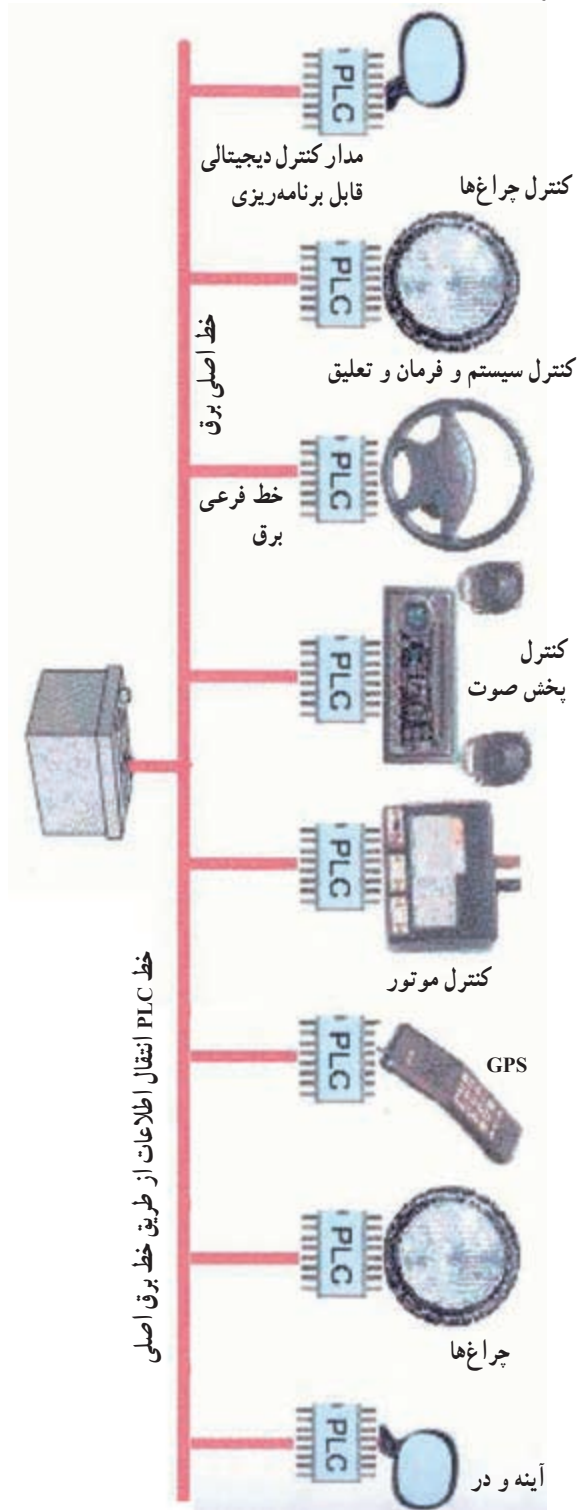 PLC
مدار کنترل دیجیتالی
قابل برنامه‌ریزی
کنترل چراغ‌ها
PLC
خط اصلی برق
کنترل سیستم و فرمان و تعلیق
PLC
خط فرعی
برق
PLC
کنترل
پخش صوت
PLC
کنترل موتور
خط PLC انتقال اطلاعات از طریق خط برق اصلی
PLC
GPS
PLC
چراغ‌ها
PLC
آینه و در